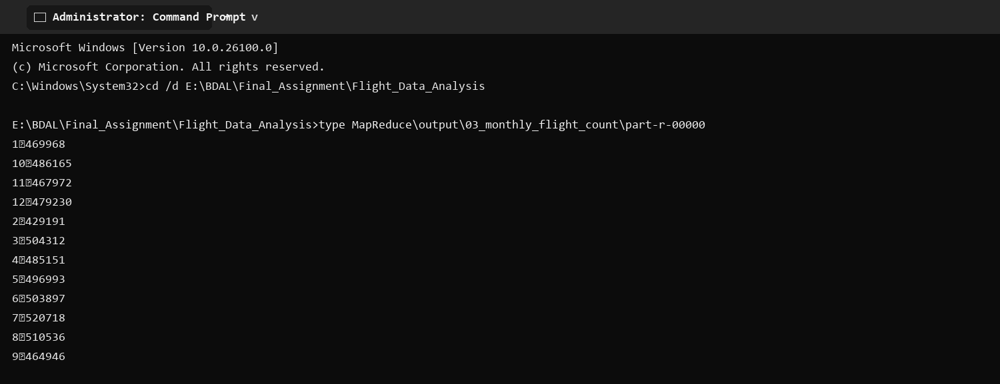 Administrator: Command Prompt v
Microsoft Windows [Version 10.0.26100.0]
(c) Microsoft Corporation. All rights reserved.
C:\Windows\System32>cd /d E:\BDAL\Final_Assignment\Flight_Data_Analysis
E:\BDAL\Final_Assignment\Flight_Data_Analysis>type MapReduce\output\03_monthly_flight_count\part-r-00000
1␉469968
10␉486165
11␉467972
12␉479230
2␉429191
3␉504312
4␉485151
5␉496993
6␉503897
7␉520718
8␉510536
9␉464946